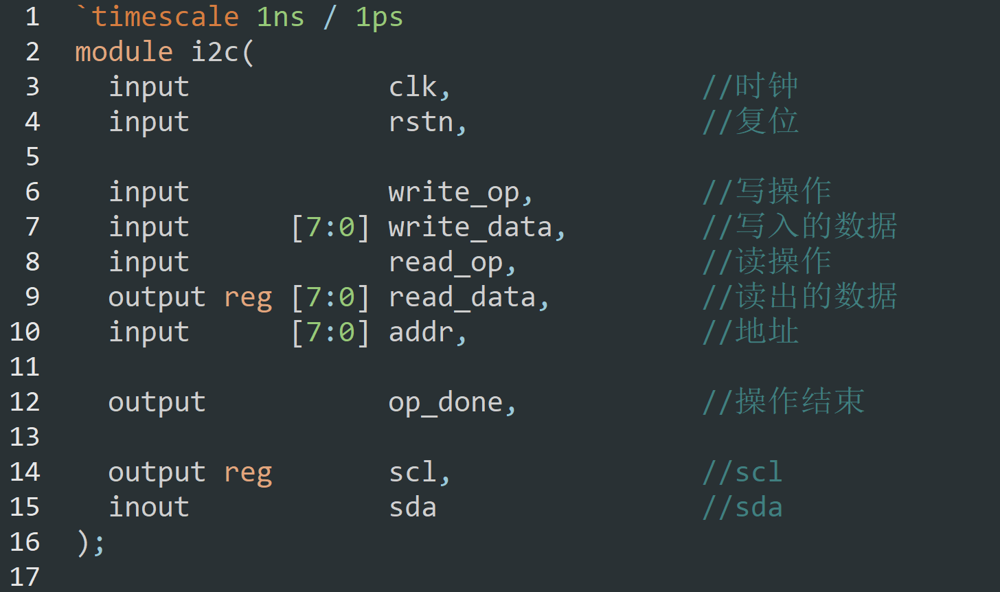 1 `timescale 1ns / 1ps
2 module i2c(
3 input clk, //时钟
4 input rstn, //复位
5
6 input write_op, //写操作
7 input [7:0] write_data, //写入的数据
8 input read_op, //读操作
9 output reg [7:0] read_data, //读出的数据
10 input [7:0] addr, //地址
11
12 output op_done, //操作结束
13
14 output reg scl, //scl
15 inout sda //sda
16 );
17